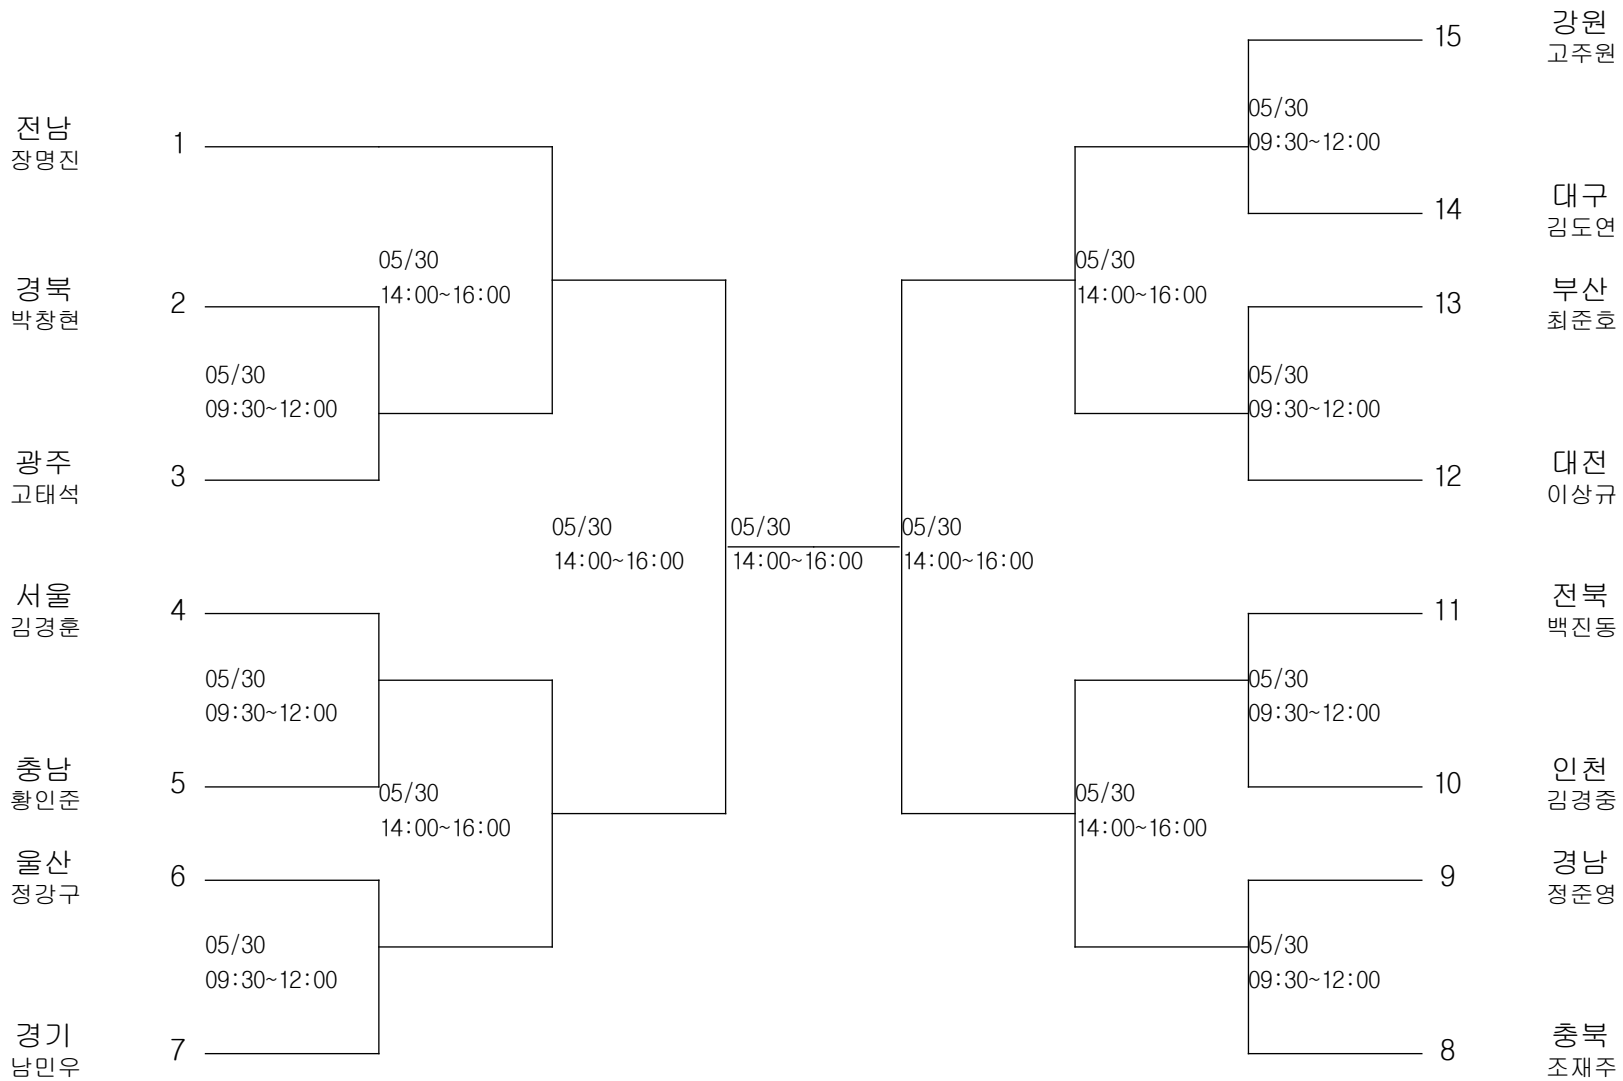 전남
장명진
1
경북
박창현
2
05/30
14:00~16:00
05/30
09:30~12:00
광주
고태석
3
05/30
14:00~16:00
서울
김경훈
4
05/30
09:30~12:00
충남
황인준
5
05/30
14:00~16:00
울산
정강구
6
05/30
09:30~12:00
경기
남민우
7
05/30
14:00~16:00
15
강원
고주원
05/30
09:30~12:00
14
대구
김도연
05/30
14:00~16:00
13
부산
최준호
05/30
09:30~12:00
12
대전
이상규
05/30
14:00~16:00
11
전북
백진동
05/30
09:30~12:00
10
인천
김경중
05/30
14:00~16:00
9
경남
정준영
05/30
09:30~12:00
8
충북
조재주